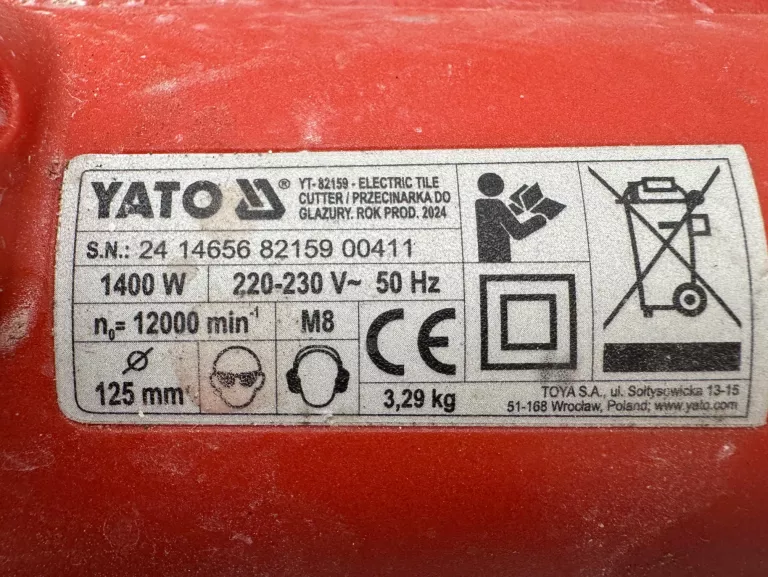 YATO ® YT- 82159 - ELECTRIC TILE
CUTTER / PRZECINARKA DO
GLAZURY. ROK PROD. 2024
S.N.: 24 14656 82159 00411
1400 W 220-230 V~ 50 Hz
n₀= 12000 min⁻¹ M8
CE
Ø
125 mm
3,29 kg
TOYA S.A., ul. Sołtysowicka 13-15
51-168 Wrocław, Poland; www.yato.com